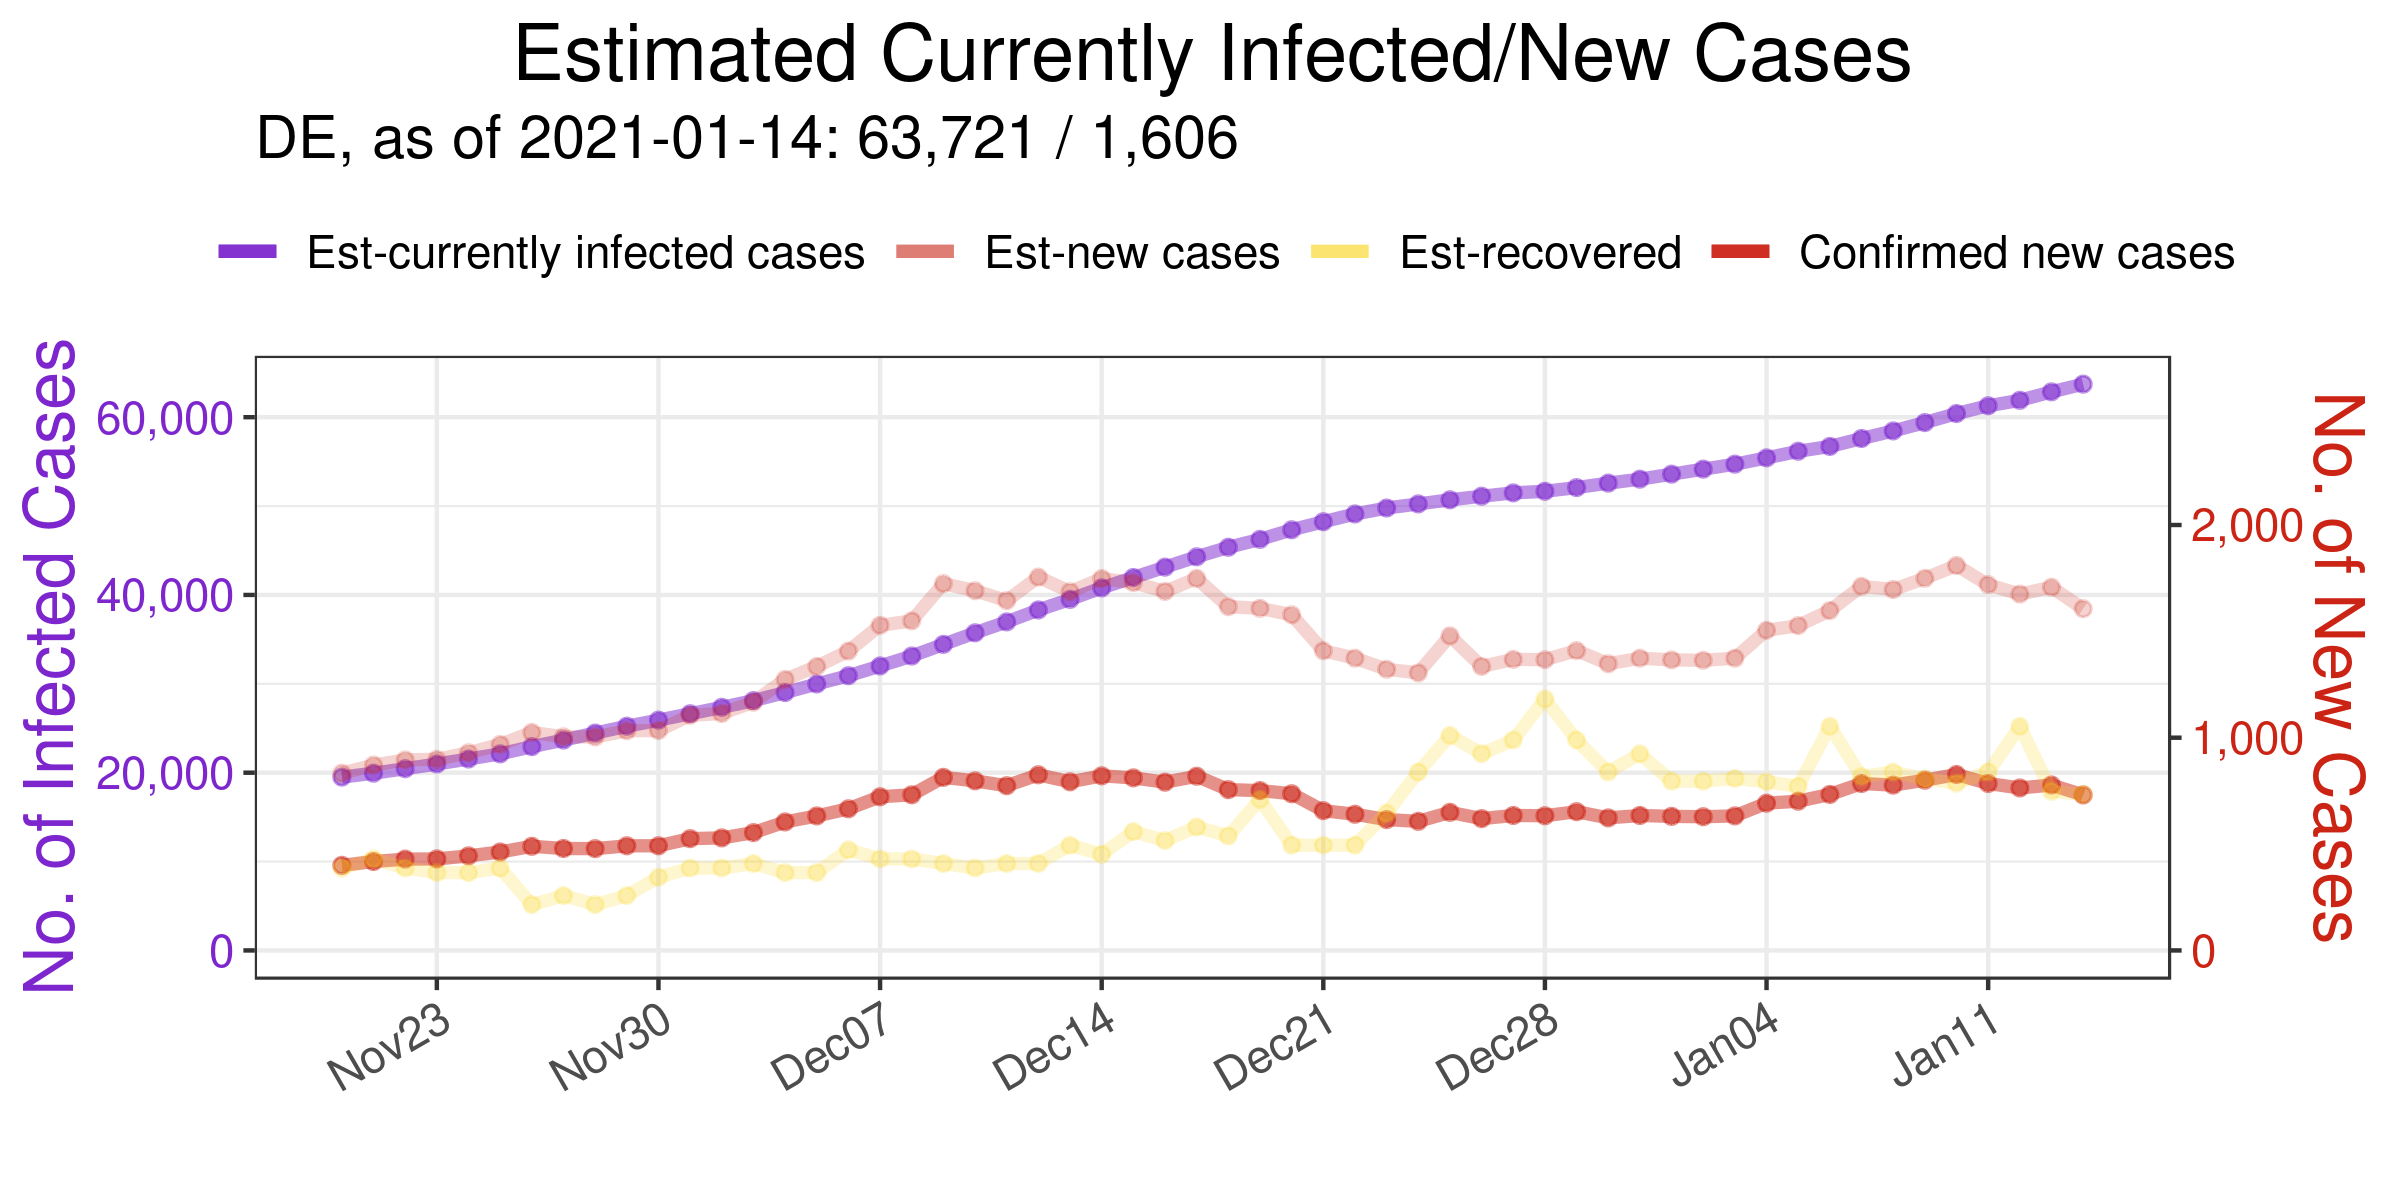 Estimated Currently Infected/New Cases
DE, as of 2021-01-14: 63,721 / 1,606
Est-currently infected cases Est-new cases Est-recovered Confirmed new cases
No. of Infected Cases
60,000
40,000
20,000
0
2,000
1,000
0
No. of New Cases
Nov23 Nov30 Dec07 Dec14 Dec21 Dec28 Jan04 Jan11